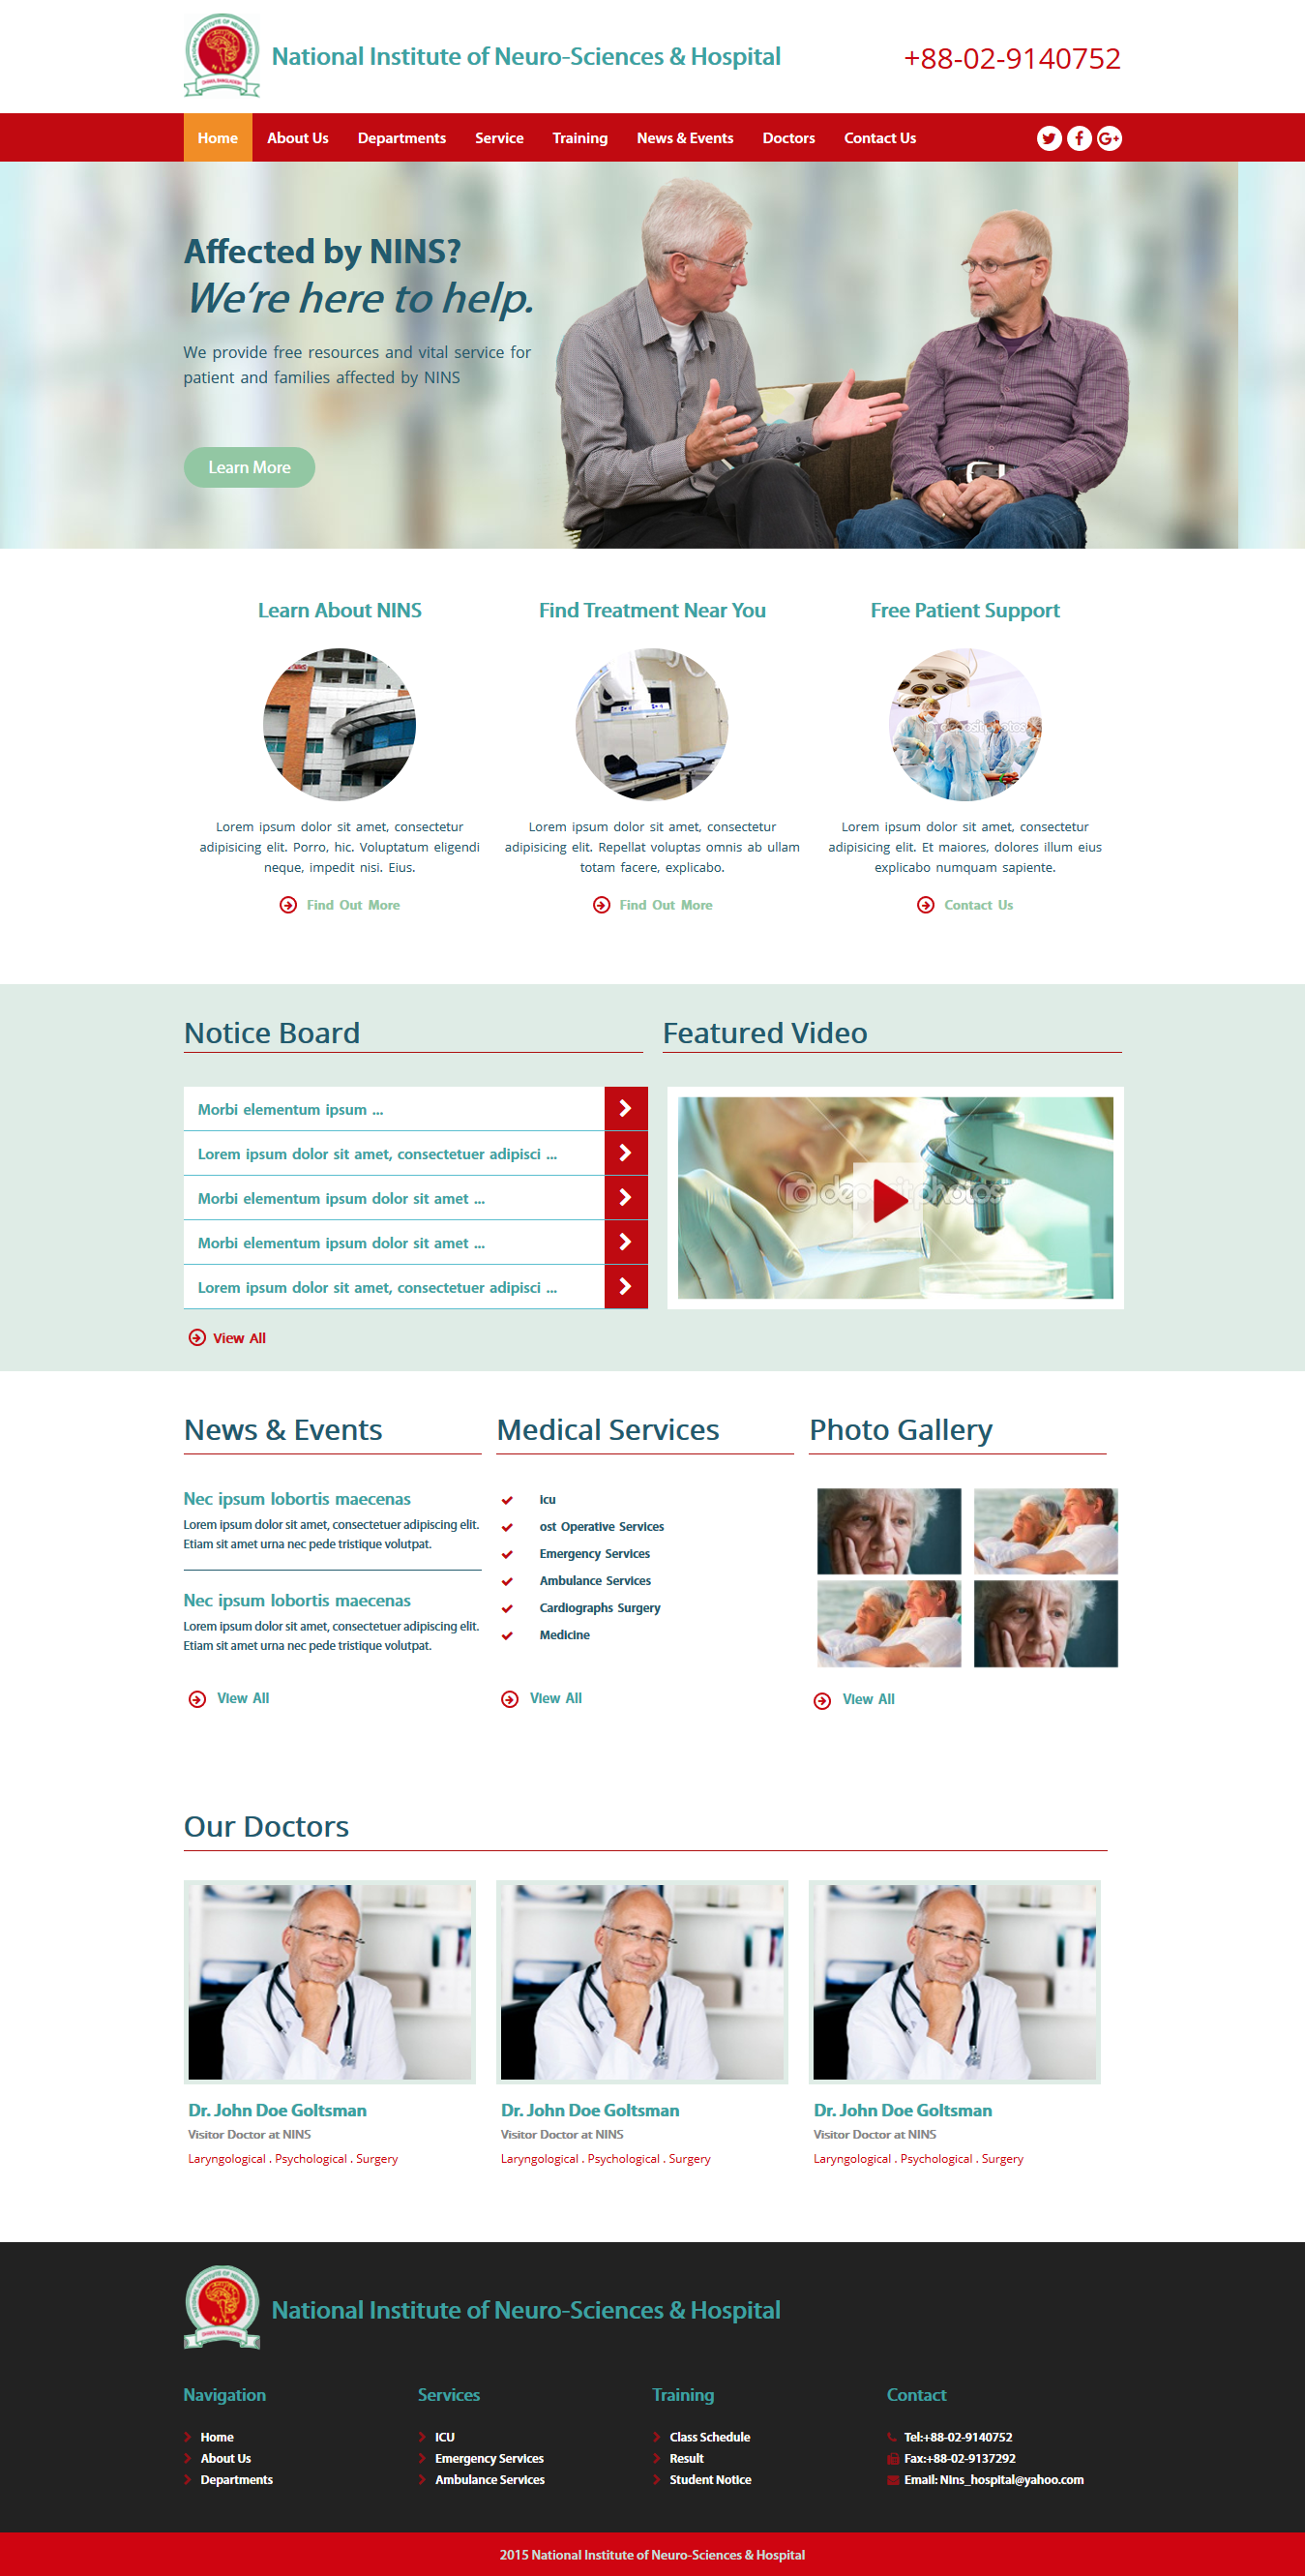 National Institute of Neuro-Sciences & Hospital
+88-02-9140752
Home About Us Departments Service Training News & Events Doctors Contact Us
Affected by NINS?
We're here to help.
We provide free resources and vital service for
patient and families affected by NINS
Learn More
Learn About NINS
Find Treatment Near You
Free Patient Support
depositphotos
Lorem ipsum dolor sit amet, consectetur
adipisicing elit. Porro, hic. Voluptatum eligendi
neque, impedit nisi. Eius.
Lorem ipsum dolor sit amet, consectetur
adipisicing elit. Repellat voluptas omnis ab ullam
totam facere, explicabo.
Lorem ipsum dolor sit amet, consectetur
adipisicing elit. Et maiores, dolores illum eius
explicabo numquam sapiente.
Find Out More
Find Out More
Contact Us
Notice Board
Morbi elementum ipsum ...
Lorem ipsum dolor sit amet, consectetuer adipisci ...
Morbi elementum ipsum dolor sit amet ...
Morbi elementum ipsum dolor sit amet ...
Lorem ipsum dolor sit amet, consectetuer adipisci ...
View All
Featured Video
depositphotos
News & Events
Nec ipsum lobortis maecenas
Lorem ipsum dolor sit amet, consectetuer adipiscing elit.
Etiam sit amet urna nec pede tristique volutpat.
Nec ipsum lobortis maecenas
Lorem ipsum dolor sit amet, consectetuer adipiscing elit.
Etiam sit amet urna nec pede tristique volutpat.
View All
Medical Services
icu
ost Operative Services
Emergency Services
Ambulance Services
Cardiographs Surgery
Medicine
View All
Photo Gallery
View All
Our Doctors
Dr. John Doe Goltsman
Visitor Doctor at NINS
Laryngological . Psychological . Surgery
Dr. John Doe Goltsman
Visitor Doctor at NINS
Laryngological . Psychological . Surgery
Dr. John Doe Goltsman
Visitor Doctor at NINS
Laryngological . Psychological . Surgery
National Institute of Neuro-Sciences & Hospital
Navigation
Home
About Us
Departments
Services
ICU
Emergency Services
Ambulance Services
Training
Class Schedule
Result
Student Notice
Contact
Tel:+88-02-9140752
Fax:+88-02-9137292
Email: Nins_hospital@yahoo.com
2015 National Institute of Neuro-Sciences & Hospital